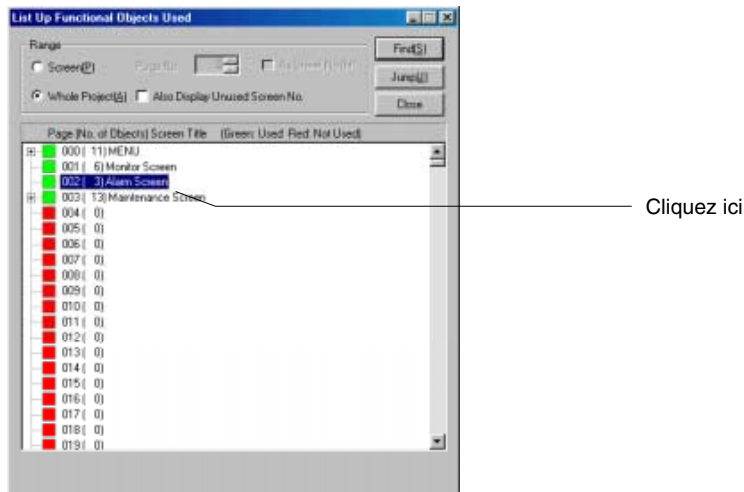 List Up Functional Objects Used
Range
Find(S)
Screen(P)
Page No.
Jump(J)
Whole Project(A) Also Display Unused Screen No.
Close
Page (No. of Objects) Screen Title (Green: Used Red: Not Used)
000 ( 11) MENU
001 ( 6) Monitor Screen
002 ( 3) Alarm Screen
Cliquez ici
003 ( 13) Maintenance Screen
004 ( 0)
005 ( 0)
006 ( 0)
007 ( 0)
008 ( 0)
009 ( 0)
010 ( 0)
011 ( 0)
012 ( 0)
013 ( 0)
014 ( 0)
015 ( 0)
016 ( 0)
017 ( 0)
018 ( 0)
019 ( 0)